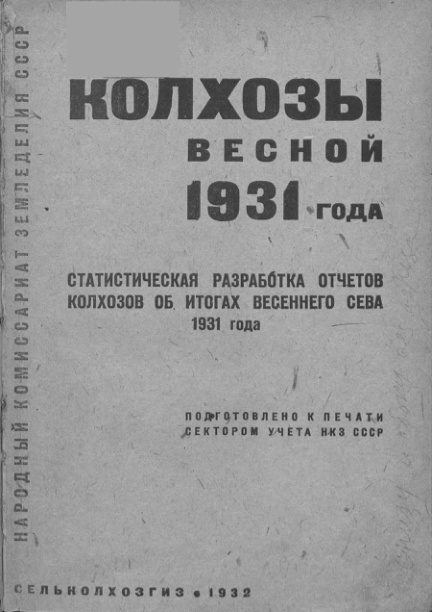 НАРОДНЫЙ КОМИССАРИАТ ЗЕМЛЕДЕЛИЯ СССР
КОЛХОЗЫ
ВЕСНОЙ
1931 ГОДА
СТАТИСТИЧЕСКАЯ РАЗРАБОТКА ОТЧЕТОВ
КОЛХОЗОВ ОБ ИТОГАХ ВЕСЕННЕГО СЕВА
1931 года
ПОДГОТОВЛЕНО К ПЕЧАТИ
СЕКТОРОМ УЧЕТА НКЗ СССР
СЕЛЬКОЛХОЗГИЗ • 1932